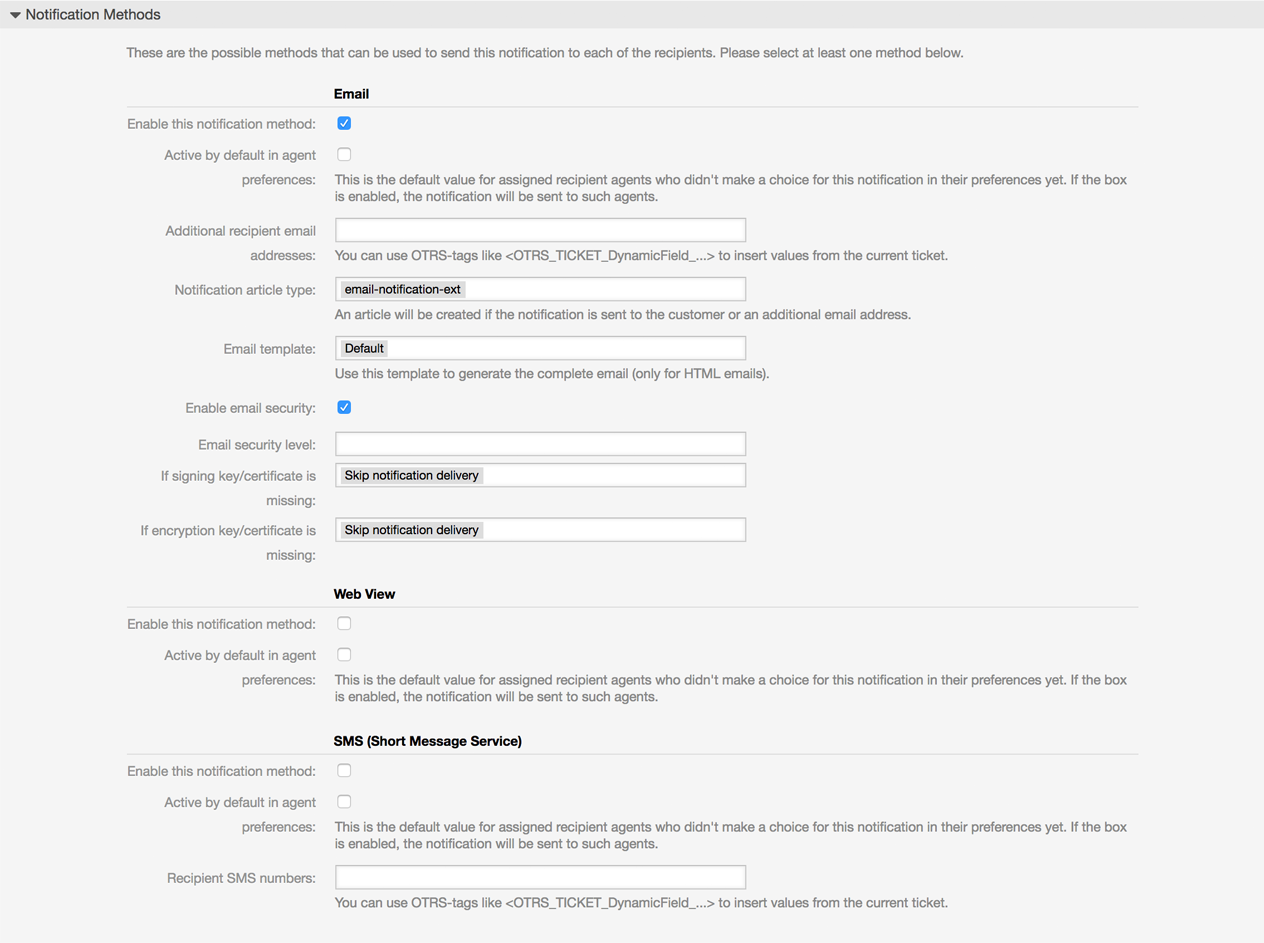 Notification Methods
These are the possible methods that can be used to send this notification to each of the recipients. Please select at least one method below.
Email
Enable this notification method:
Active by default in agent
preferences:
This is the default value for assigned recipient agents who didn't make a choice for this notification in their preferences yet. If the box
is enabled, the notification will be sent to such agents.
Additional recipient email
addresses:
You can use OTRS-tags like <OTRS_TICKET_DynamicField_...> to insert values from the current ticket.
Notification article type:
email-notification-ext
An article will be created if the notification is sent to the customer or an additional email address.
Email template:
Default
Use this template to generate the complete email (only for HTML emails).
Enable email security:
Email security level:
If signing key/certificate is
missing:
Skip notification delivery
If encryption key/certificate is
missing:
Skip notification delivery
Web View
Enable this notification method:
Active by default in agent
preferences:
This is the default value for assigned recipient agents who didn't make a choice for this notification in their preferences yet. If the box
is enabled, the notification will be sent to such agents.
SMS (Short Message Service)
Enable this notification method:
Active by default in agent
preferences:
This is the default value for assigned recipient agents who didn't make a choice for this notification in their preferences yet. If the box
is enabled, the notification will be sent to such agents.
Recipient SMS numbers:
You can use OTRS-tags like <OTRS_TICKET_DynamicField_...> to insert values from the current ticket.